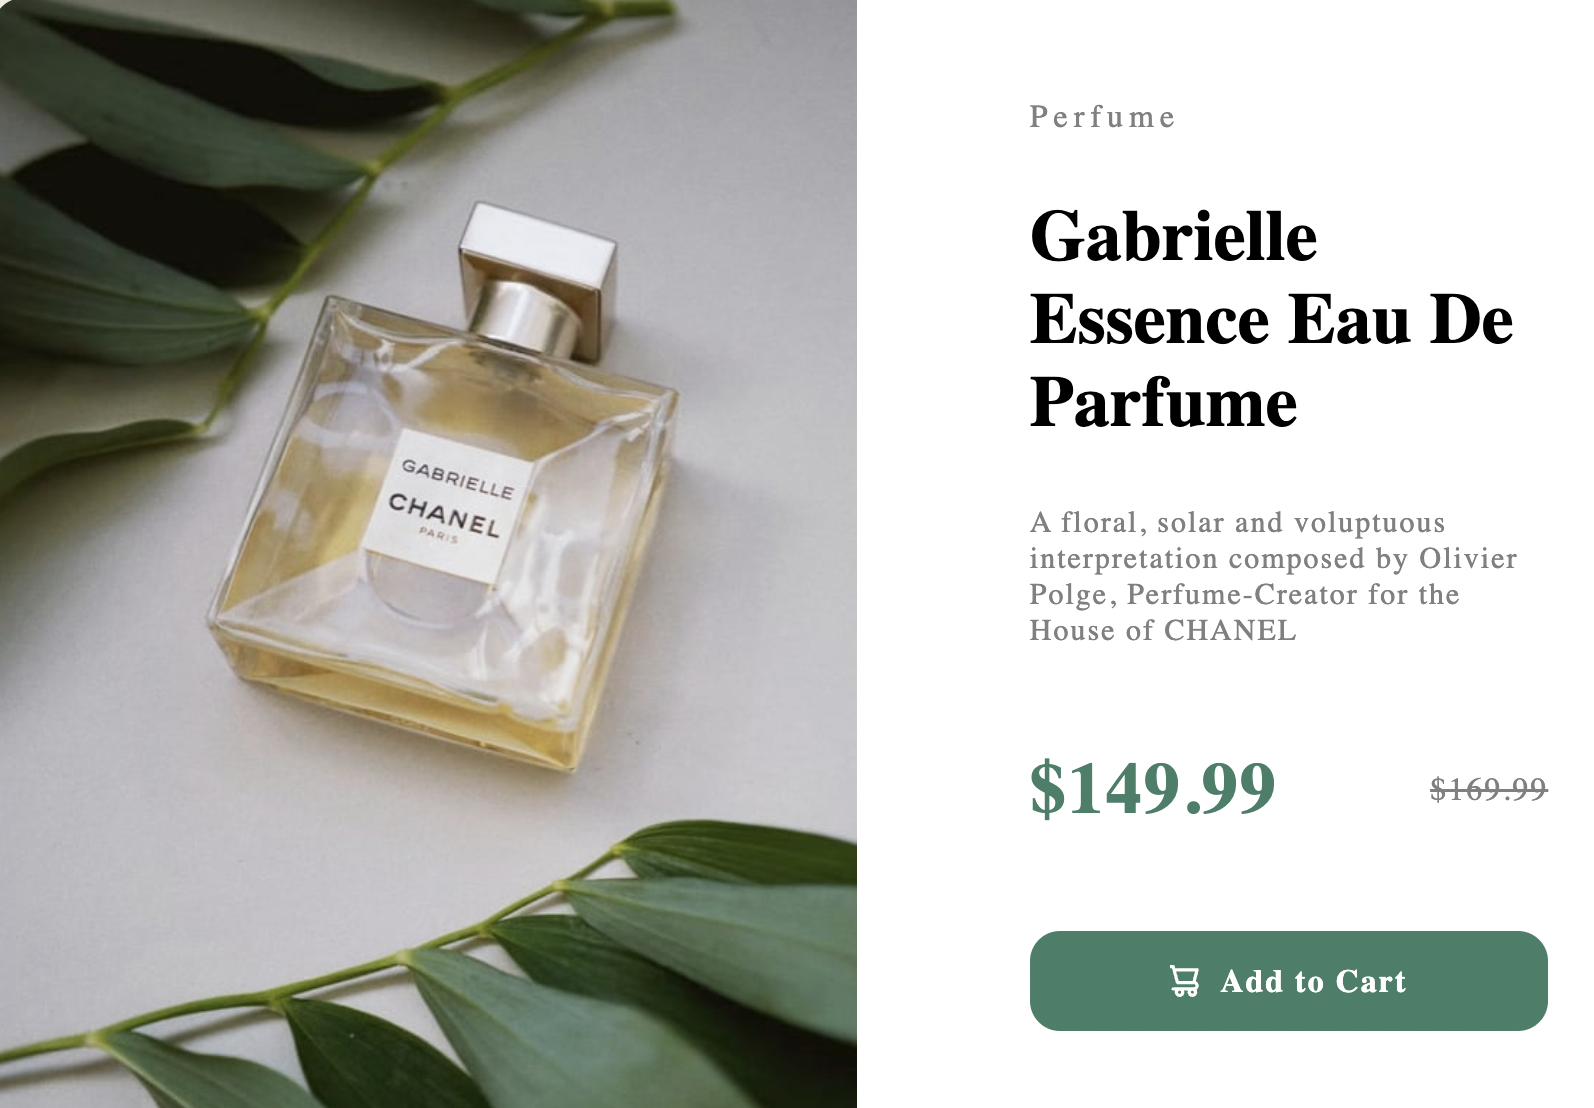 GABRIELLE
CHANEL
PARIS
Perfume
Gabrielle
Essence Eau De
Parfume
A floral, solar and voluptuous
interpretation composed by Olivier
Polge, Perfume-Creator for the
House of CHANEL
$149.99
$169.99
Add to Cart